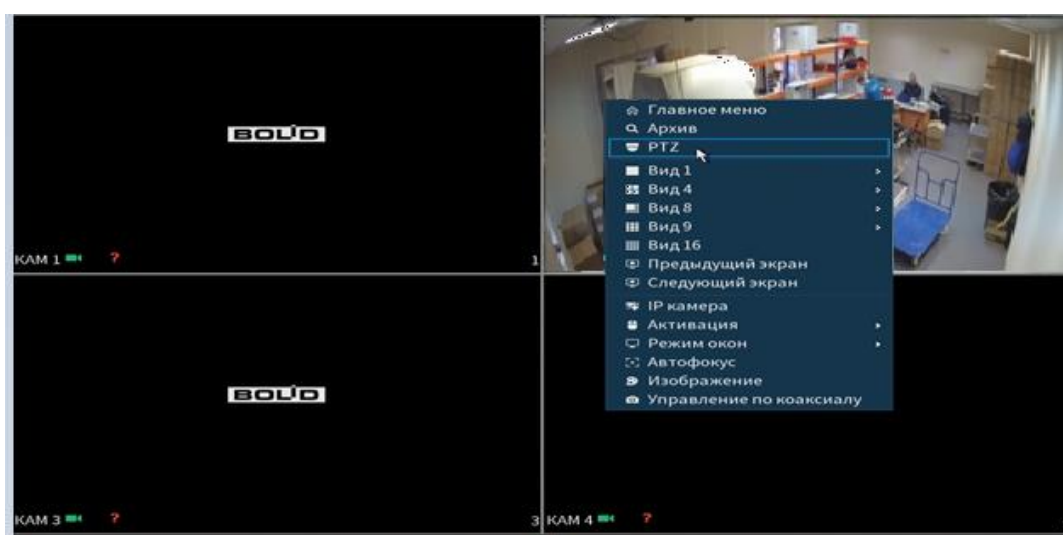 BOLID
КАМ 1 ? 1
Главное меню
Архив
PTZ
Вид 1
Вид 4
Вид 8
Вид 9
Вид 16
Предыдущий экран
Следующий экран
IP камера
Активация
Режим окон
Автофокус
Изображение
Управление по коаксиалу
BOLID
КАМ 3 ? 3
КАМ 4 ?